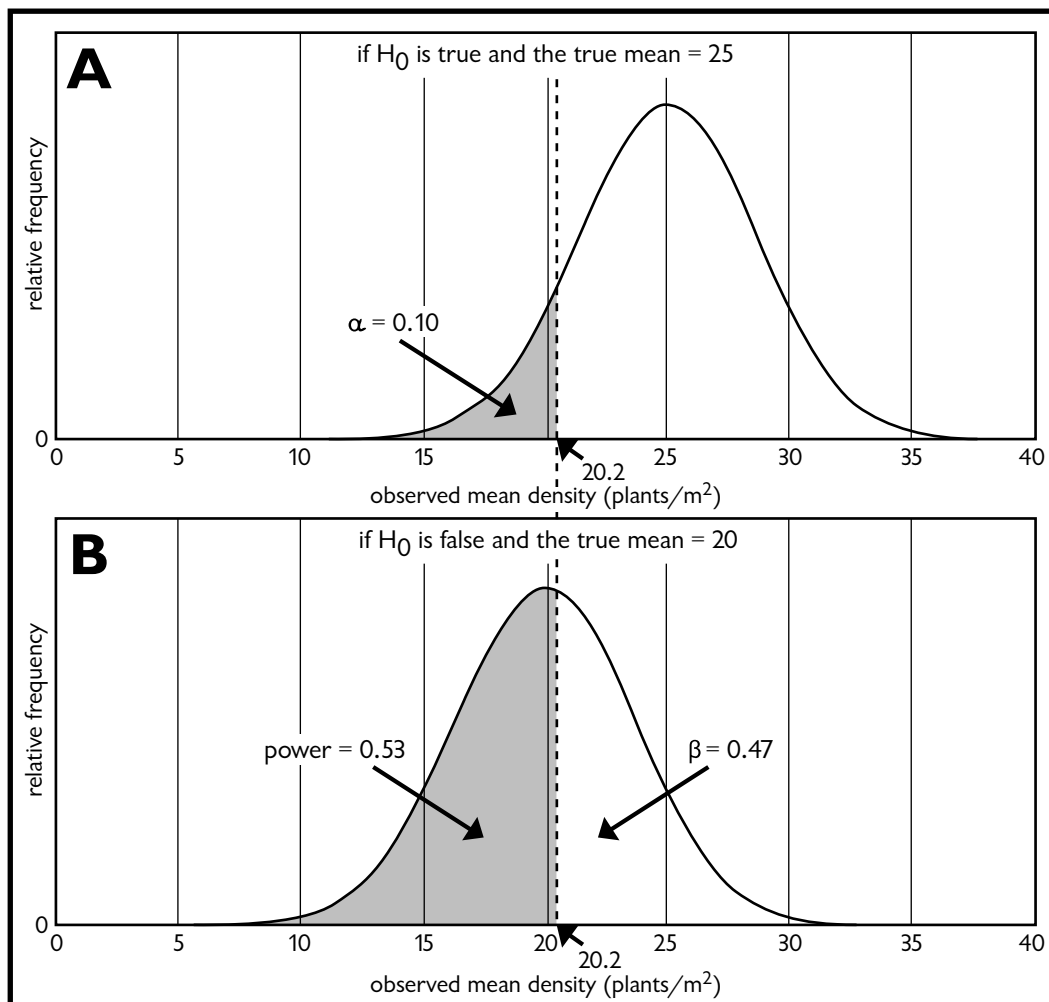 A
if H0 is true and the true mean = 25
relative frequency
α = 0.10
0
0 5 10 15 20 25 30 35 40
20.2
observed mean density (plants/m²)
B
if H0 is false and the true mean = 20
relative frequency
power = 0.53
β = 0.47
0
0 5 10 15 20 25 30 35 40
20.2
observed mean density (plants/m²)